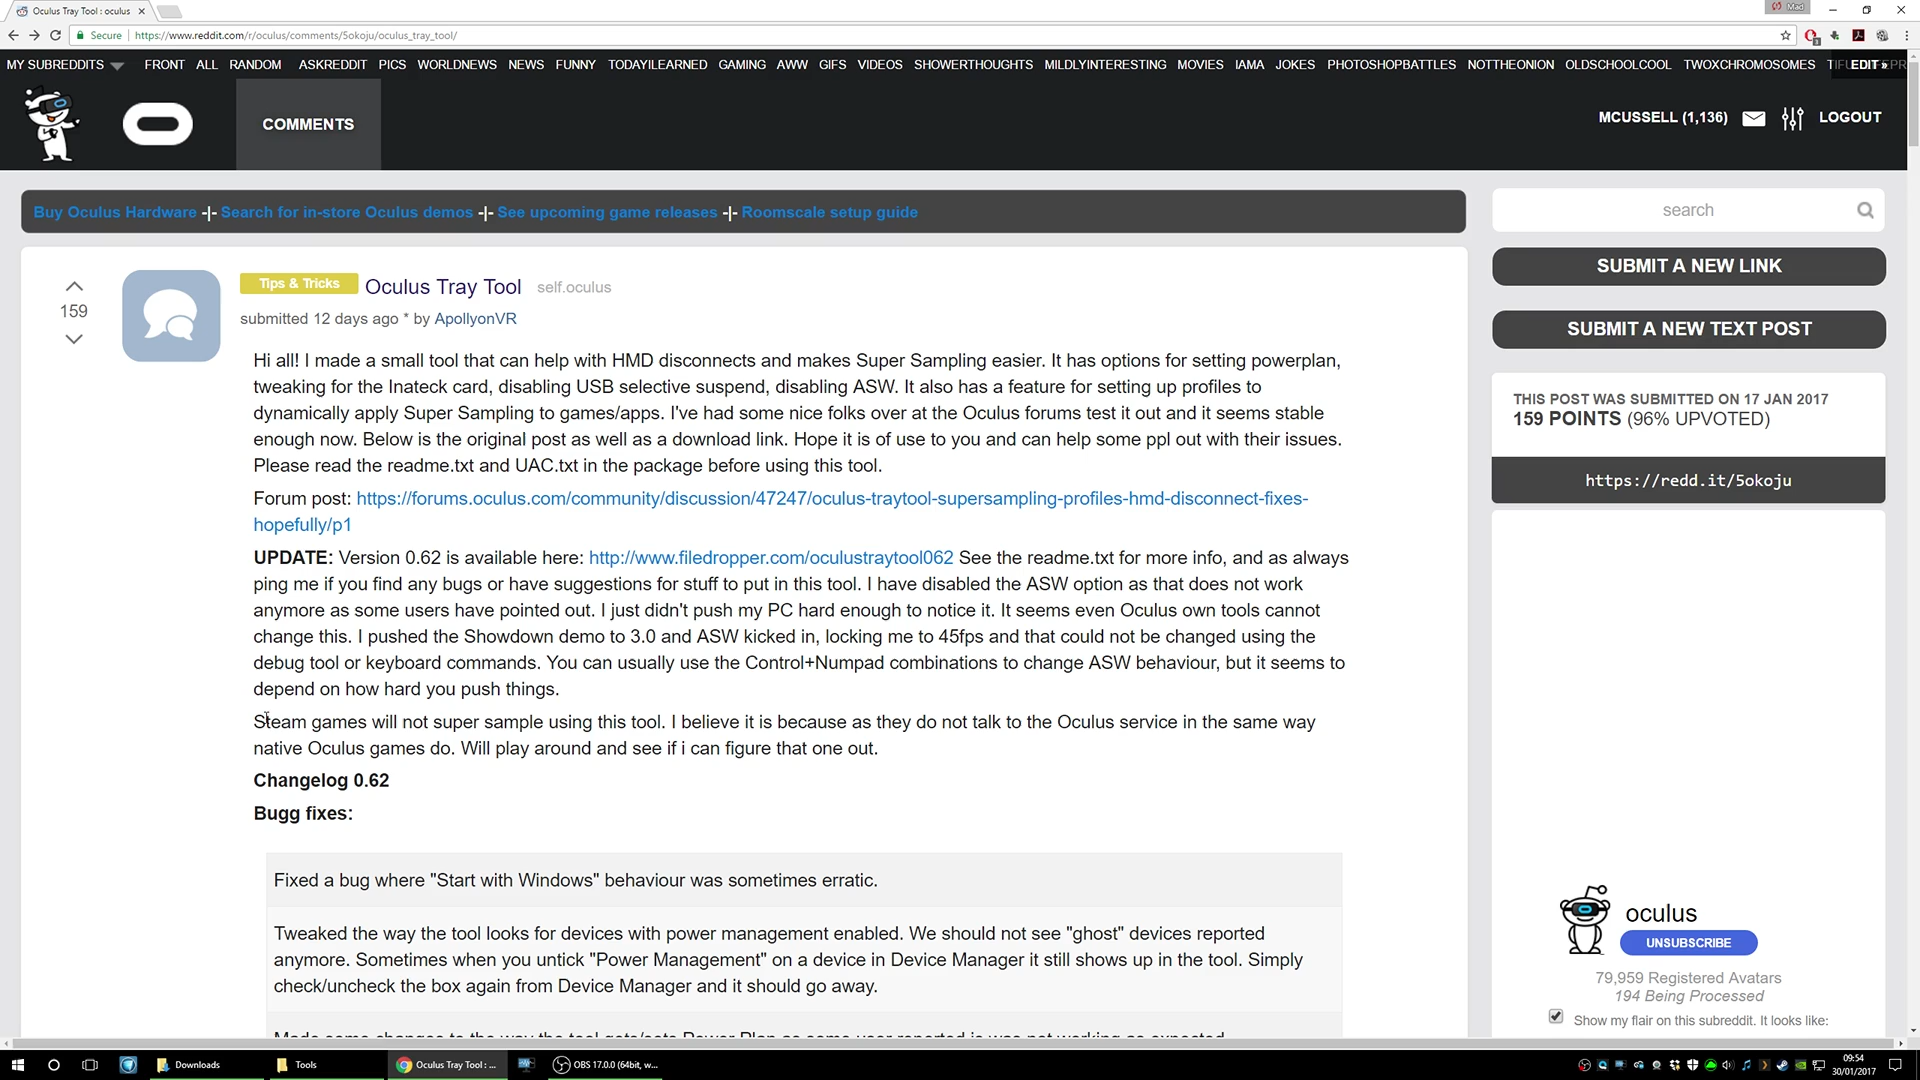 Oculus Tray Tool : oculus
Mad
Secure
https://www.reddit.com/r/oculus/comments/5okoju/oculus_tray_tool/
MY SUBREDDITS FRONT ALL RANDOM ASKREDDIT PICS WORLDNEWS NEWS FUNNY TODAYILEARNED GAMING AWW GIFS VIDEOS SHOWERTHOUGHTS MILDLYINTERESTING MOVIES IAMA JOKES PHOTOSHOPBATTLES NOTTHEONION OLDSCHOOLCOOL TWOXCHROMOSOMES EDIT »
COMMENTS
MCUSSELL (1,136) LOGOUT
Buy Oculus Hardware -|- Search for in-store Oculus demos -|- See upcoming game releases -|- Roomscale setup guide
159
Tips & Tricks Oculus Tray Tool self.oculus
submitted 12 days ago * by ApollyonVR
Hi all! I made a small tool that can help with HMD disconnects and makes Super Sampling easier. It has options for setting powerplan,
tweaking for the Inateck card, disabling USB selective suspend, disabling ASW. It also has a feature for setting up profiles to
dynamically apply Super Sampling to games/apps. I've had some nice folks over at the Oculus forums test it out and it seems stable
enough now. Below is the original post as well as a download link. Hope it is of use to you and can help some ppl out with their issues.
Please read the readme.txt and UAC.txt in the package before using this tool.
Forum post: https://forums.oculus.com/community/discussion/47247/oculus-traytool-supersampling-profiles-hmd-disconnect-fixes-
hopefully/p1
UPDATE: Version 0.62 is available here: http://www.filedropper.com/oculustraytool062 See the readme.txt for more info, and as always
ping me if you find any bugs or have suggestions for stuff to put in this tool. I have disabled the ASW option as that does not work
anymore as some users have pointed out. I just didn't push my PC hard enough to notice it. It seems even Oculus own tools cannot
change this. I pushed the Showdown demo to 3.0 and ASW kicked in, locking me to 45fps and that could not be changed using the
debug tool or keyboard commands. You can usually use the Control+Numpad combinations to change ASW behaviour, but it seems to
depend on how hard you push things.
Steam games will not super sample using this tool. I believe it is because as they do not talk to the Oculus service in the same way
native Oculus games do. Will play around and see if i can figure that one out.
Changelog 0.62
Bugg fixes:
Fixed a bug where "Start with Windows" behaviour was sometimes erratic.
Tweaked the way the tool looks for devices with power management enabled. We should not see "ghost" devices reported
anymore. Sometimes when you untick "Power Management" on a device in Device Manager it still shows up in the tool. Simply
check/uncheck the box again from Device Manager and it should go away.
Made some changes to the way the tool gets/sets Power Plan as some user reported is was not working as expected
search
SUBMIT A NEW LINK
SUBMIT A NEW TEXT POST
THIS POST WAS SUBMITTED ON 17 JAN 2017
159 POINTS (96% UPVOTED)
https://redd.it/5okoju
oculus
UNSUBSCRIBE
79,959 Registered Avatars
194 Being Processed
Show my flair on this subreddit. It looks like:
Downloads
Tools
Oculus Tray Tool : ...
OBS 17.0.0 (64bit, w...
09:54
30/01/2017